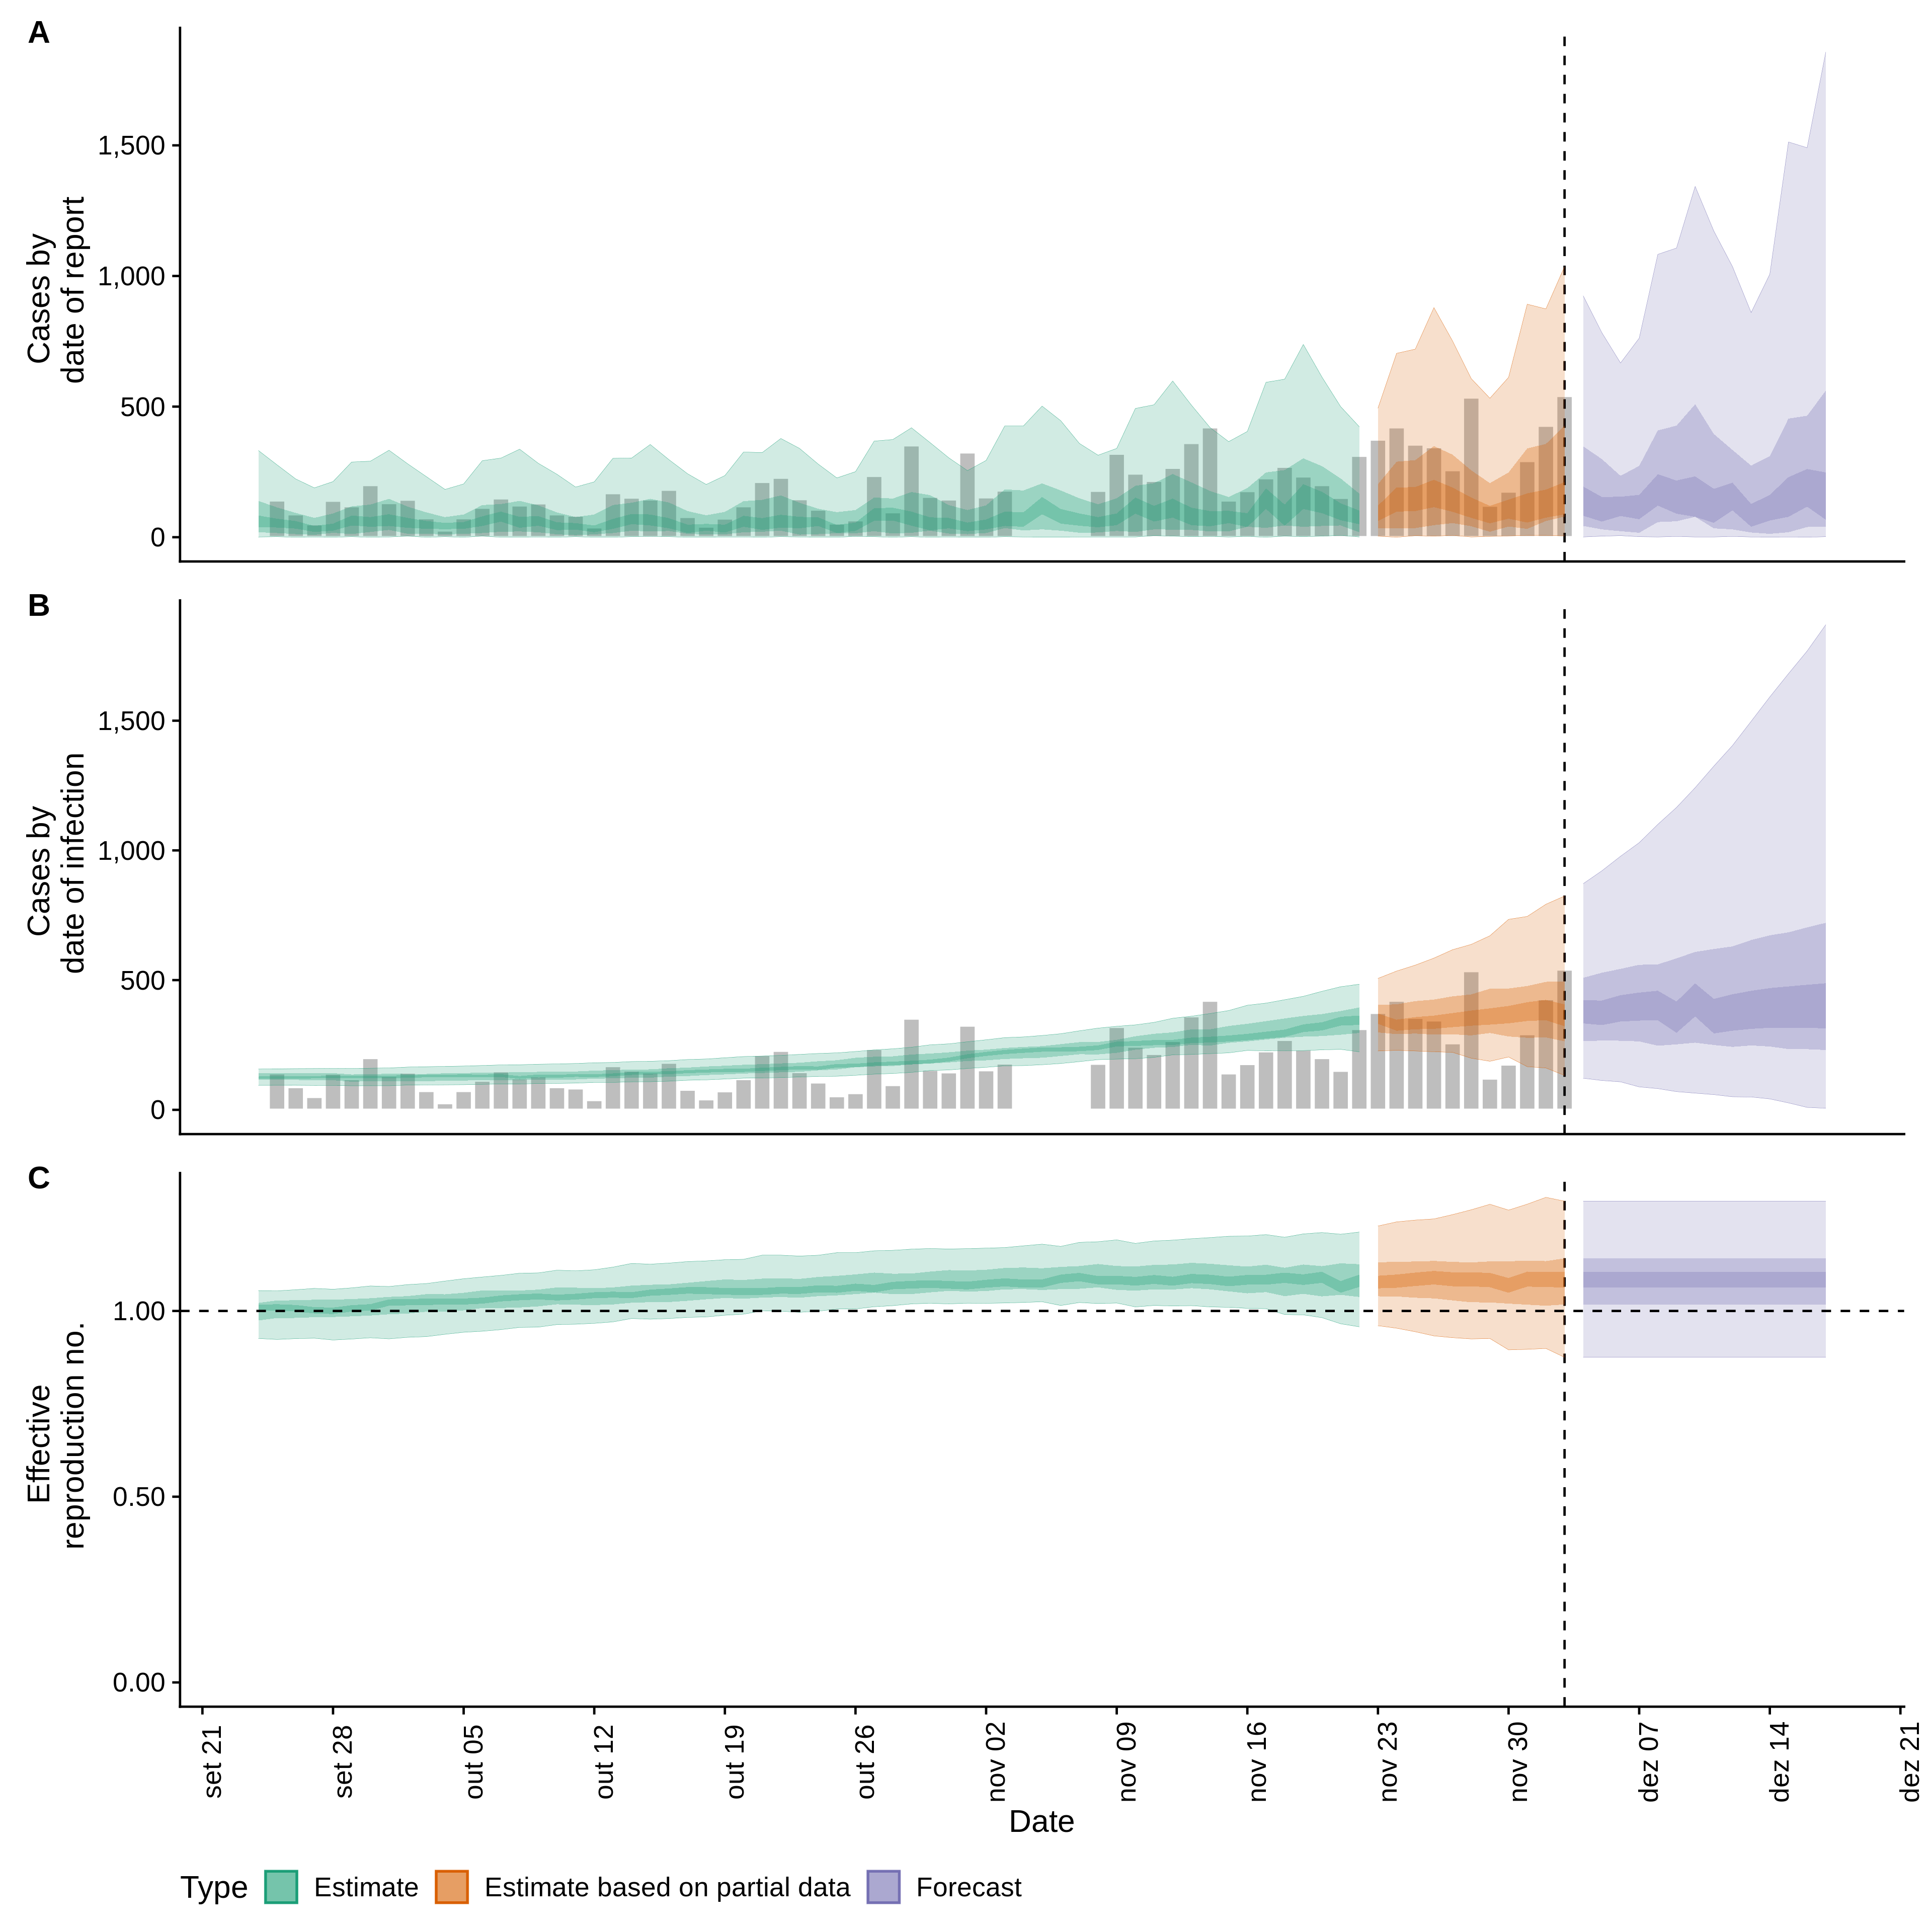 A
Cases by
date of report
1,500
1,000
500
0
B
Cases by
date of infection
1,500
1,000
500
0
C
Effective
reproduction no.
1.00
0.50
0.00
set 21
set 28
out 05
out 12
out 19
out 26
nov 02
nov 09
nov 16
nov 23
nov 30
dez 07
dez 14
dez 21
Date
Type
Estimate
Estimate based on partial data
Forecast